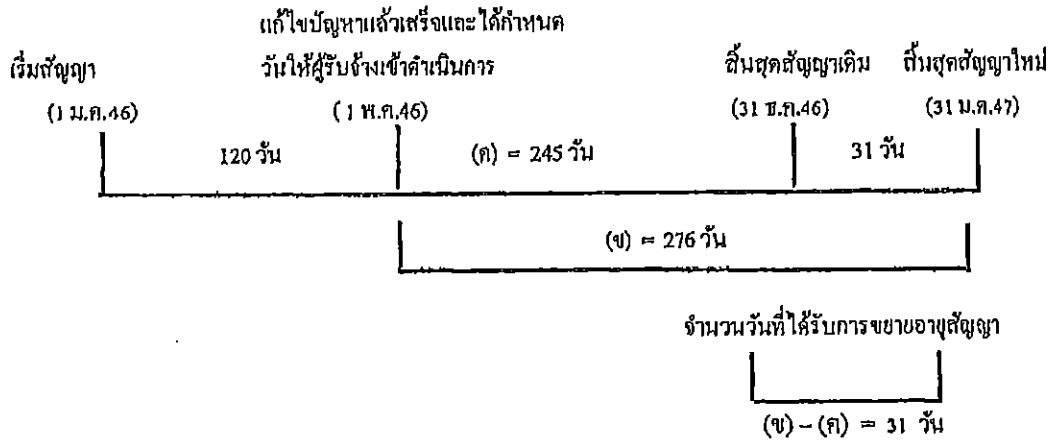 แก้ไขปัญหาแล้วเสร็จและได้กำหนด
เริ่มสัญญา วันให้ผู้รับจ้างเข้าดำเนินการ สิ้นสุดสัญญาเดิม สิ้นสุดสัญญาใหม่
(1 ม.ค.46) (1 พ.ค.46) (31 ธ.ค.46) (31 ม.ค.47)
120 วัน (ค) = 245 วัน 31 วัน
(ข) = 276 วัน
จำนวนวันที่ได้รับการขยายอายุสัญญา
(ข) – (ค) = 31 วัน